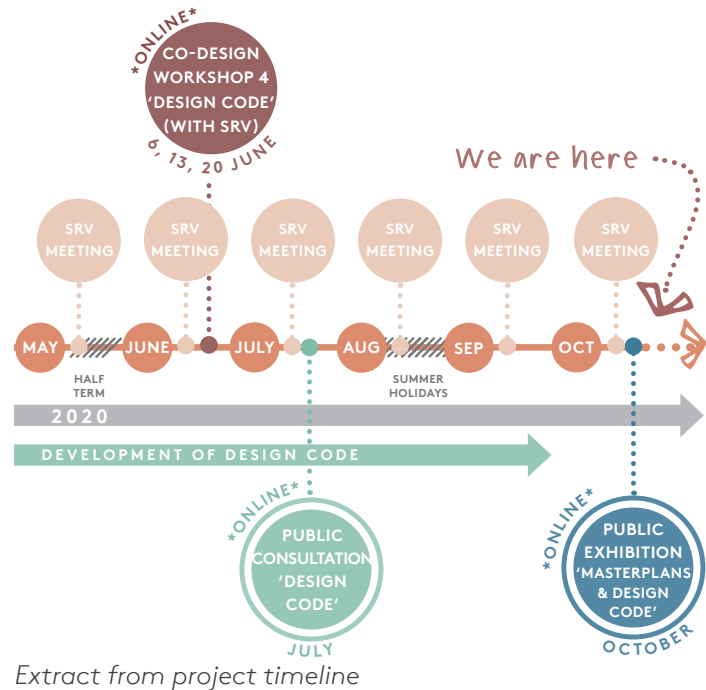 *ONLINE*
CO-DESIGN
WORKSHOP 4
‘DESIGN CODE’
(WITH SRV)
6, 13, 20 JUNE
We are here
SRV
MEETING
SRV
MEETING
SRV
MEETING
SRV
MEETING
SRV
MEETING
SRV
MEETING
MAY
JUNE
JULY
AUG
SEP
OCT
HALF
TERM
SUMMER
HOLIDAYS
2020
DEVELOPMENT OF DESIGN CODE
*ONLINE*
PUBLIC
CONSULTATION
‘DESIGN
CODE’
JULY
*ONLINE*
PUBLIC
EXHIBITION
‘MASTERPLANS
& DESIGN
CODE’
OCTOBER
Extract from project timeline